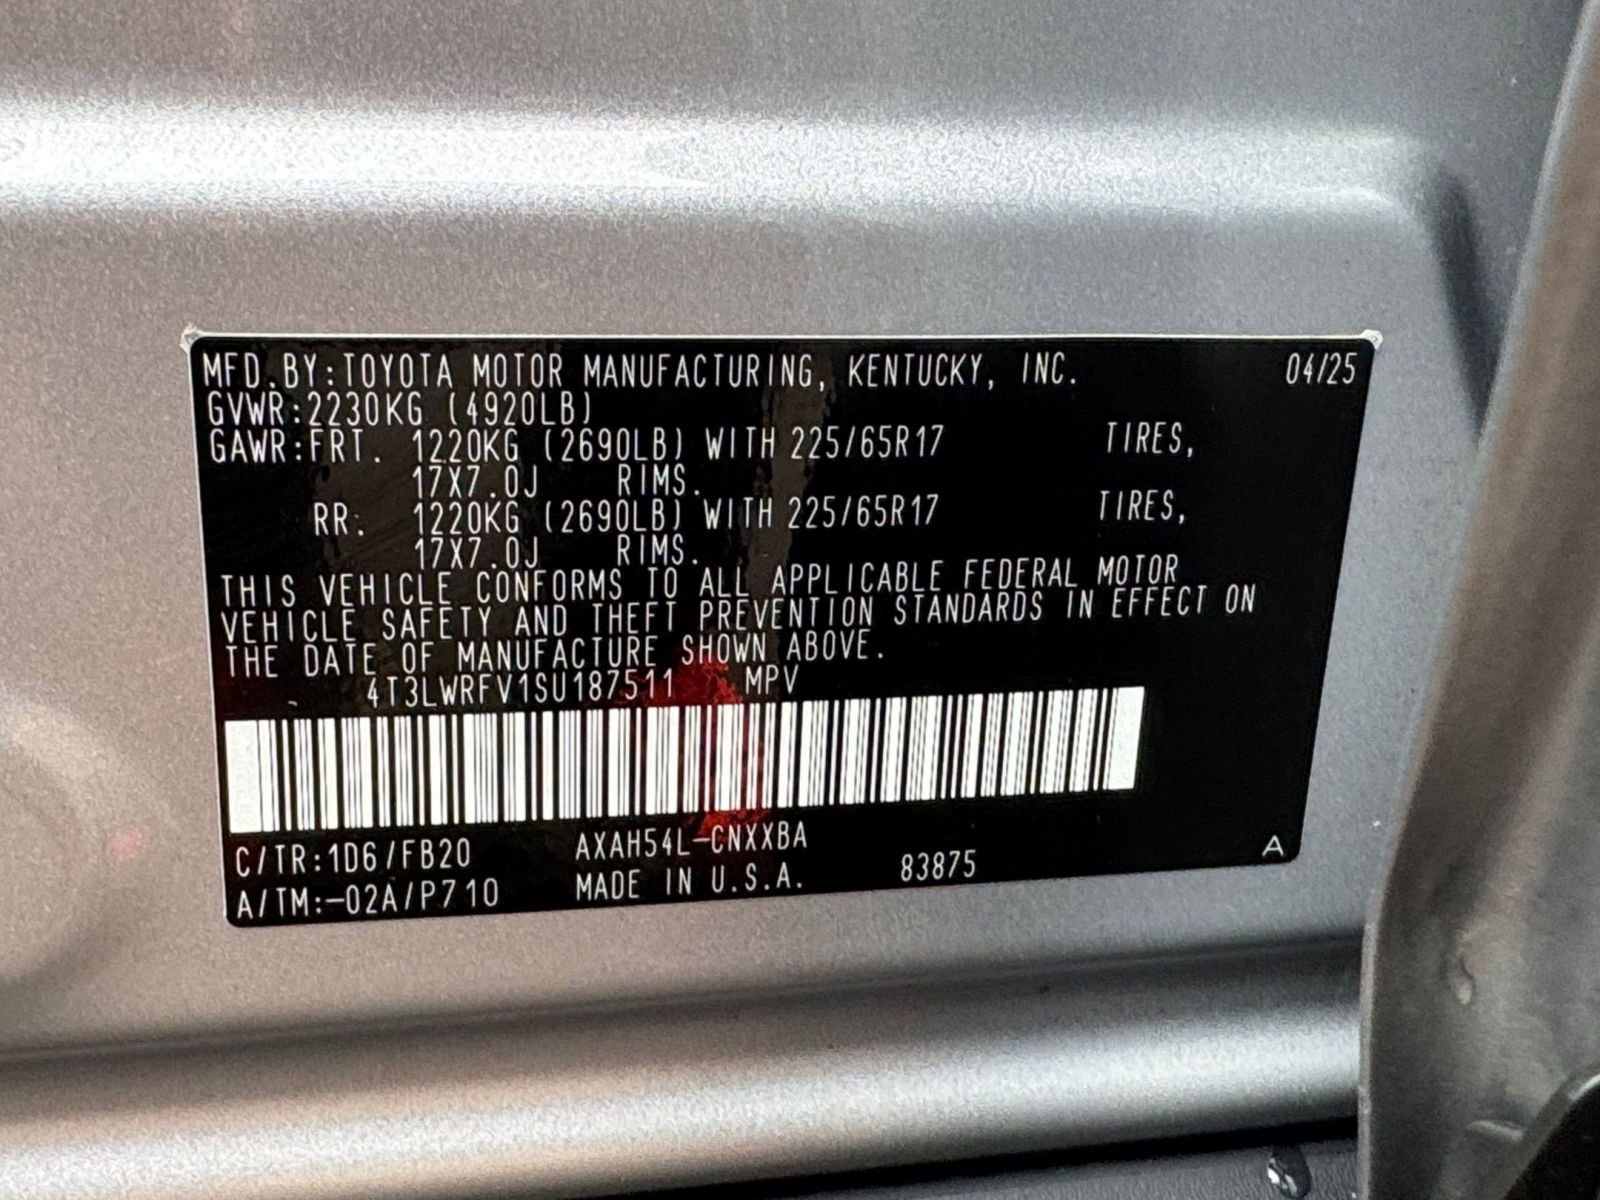 MFD.BY:TOYOTA MOTOR MANUFACTURING, KENTUCKY, INC. 04/25
GVWR:2230KG (4920LB)
GAWR:FRT. 1220KG (2690LB) WITH 225/65R17 TIRES,
17X7.0J RIMS.
RR: 1220KG (2690LB) WITH 225/65R17 TIRES,
17X7.0J RIMS.
THIS VEHICLE CONFORMS TO ALL APPLICABLE FEDERAL MOTOR
VEHICLE SAFETY AND THEFT PREVENTION STANDARDS IN EFFECT ON
THE DATE OF MANUFACTURE SHOWN ABOVE.
4T3LWRFV1SU187511 MPV
C/TR:1D6/FB20 AXAH54L-CNXXBA A
A/TM:-02A/P710 MADE IN U.S.A. 83875